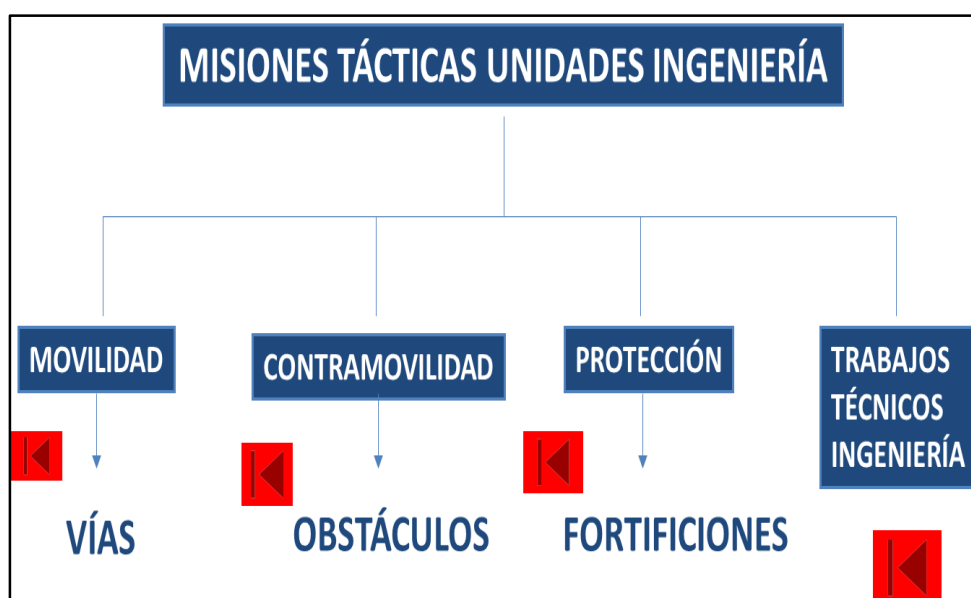 MISIONES TÁCTICAS UNIDADES INGENIERÍA
MOVILIDAD
CONTRAMOVILIDAD
PROTECCIÓN
TRABAJOS
TÉCNICOS
INGENIERÍA
VÍAS
OBSTÁCULOS
FORTIFICIONES